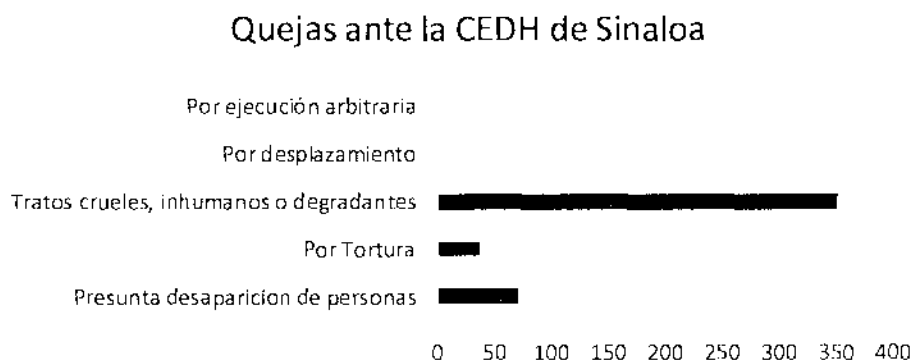 Quejas ante la CEDH de Sinaloa
Por ejecución arbitraria
Por desplazamiento
Tratos crueles, inhumanos o degradantes
Por Tortura
Presunta desaparicion de personas
0 50 100 150 200 250 300 350 400